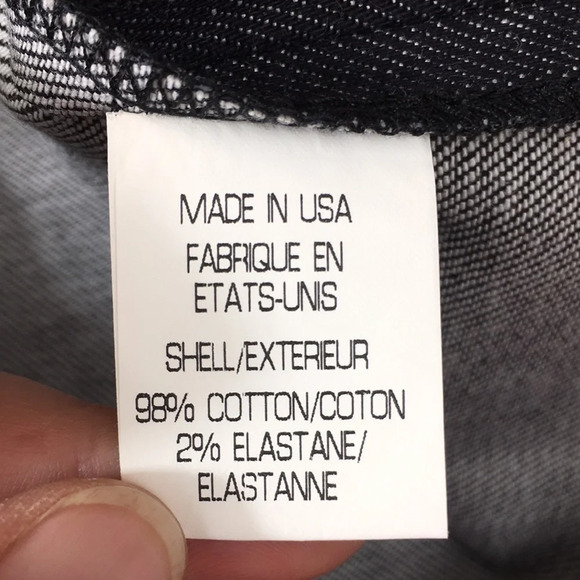 MADE IN USA
FABRIQUE EN
ETATS-UNIS
SHELL/EXTERIEUR
98% COTTON/COTON
2% ELASTANE/
ELASTANNE